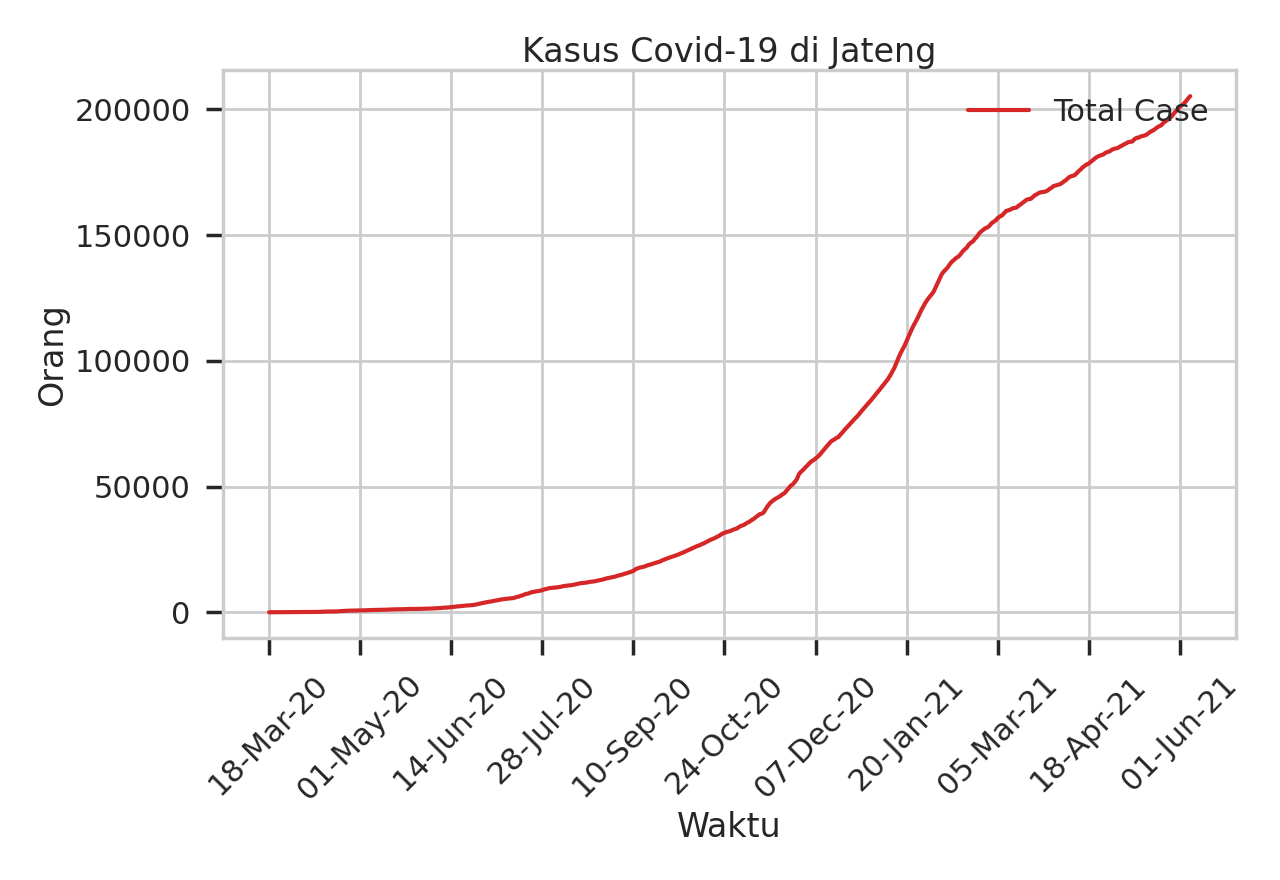 Kasus Covid-19 di Jateng
Total Case
Orang
200000
150000
100000
50000
0
18-Mar-20
01-May-20
14-Jun-20
28-Jul-20
10-Sep-20
24-Oct-20
07-Dec-20
20-Jan-21
05-Mar-21
18-Apr-21
01-Jun-21
Waktu